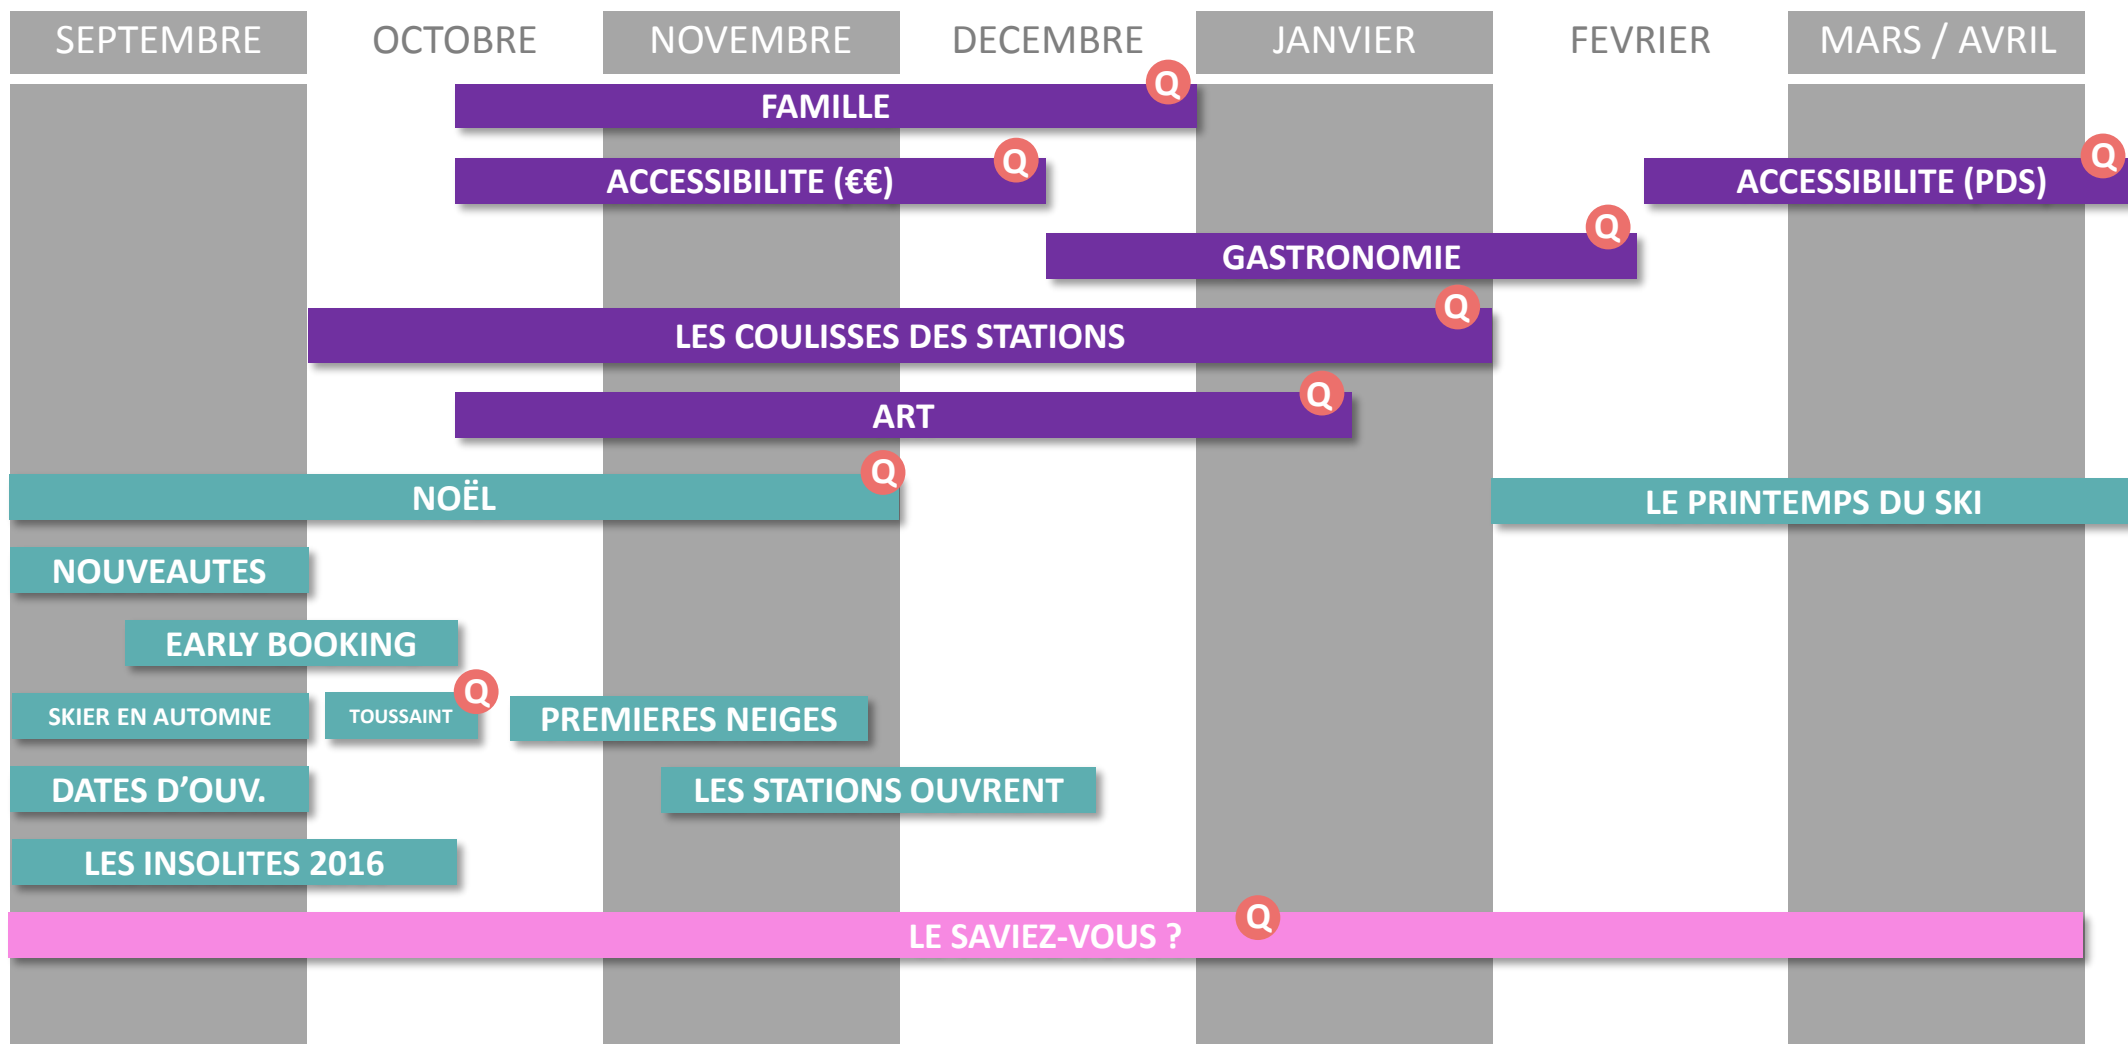 SEPTEMBRE OCTOBRE NOVEMBRE DECEMBRE JANVIER FEVRIER MARS / AVRIL
Q
FAMILLE
Q Q
ACCESSIBILITE (€€) ACCESSIBILITE (PDS)
Q
GASTRONOMIE
Q
LES COULISSES DES STATIONS
Q
ART
Q
NOËL LE PRINTEMPS DU SKI
NOUVEAUTES
EARLY BOOKING
Q
SKIER EN AUTOMNE TOUSSAINT PREMIERES NEIGES
DATES D’OUV. LES STATIONS OUVRENT
LES INSOLITES 2016
Q
LE SAVIEZ-VOUS ?